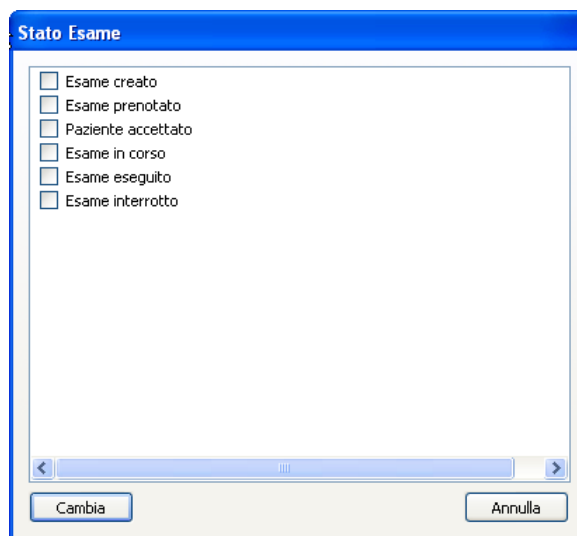 Stato Esame
Esame creato
Esame prenotato
Paziente accettato
Esame in corso
Esame eseguito
Esame interrotto
Cambia Annulla